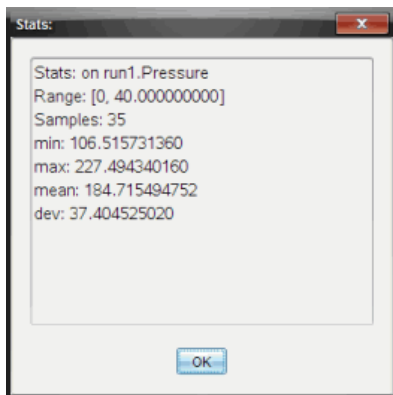 Stats:
Stats: on run1.Pressure
Range: [0, 40.000000000]
Samples: 35
min: 106.515731360
max: 227.494340160
mean: 184.715494752
dev: 37.404525020
OK